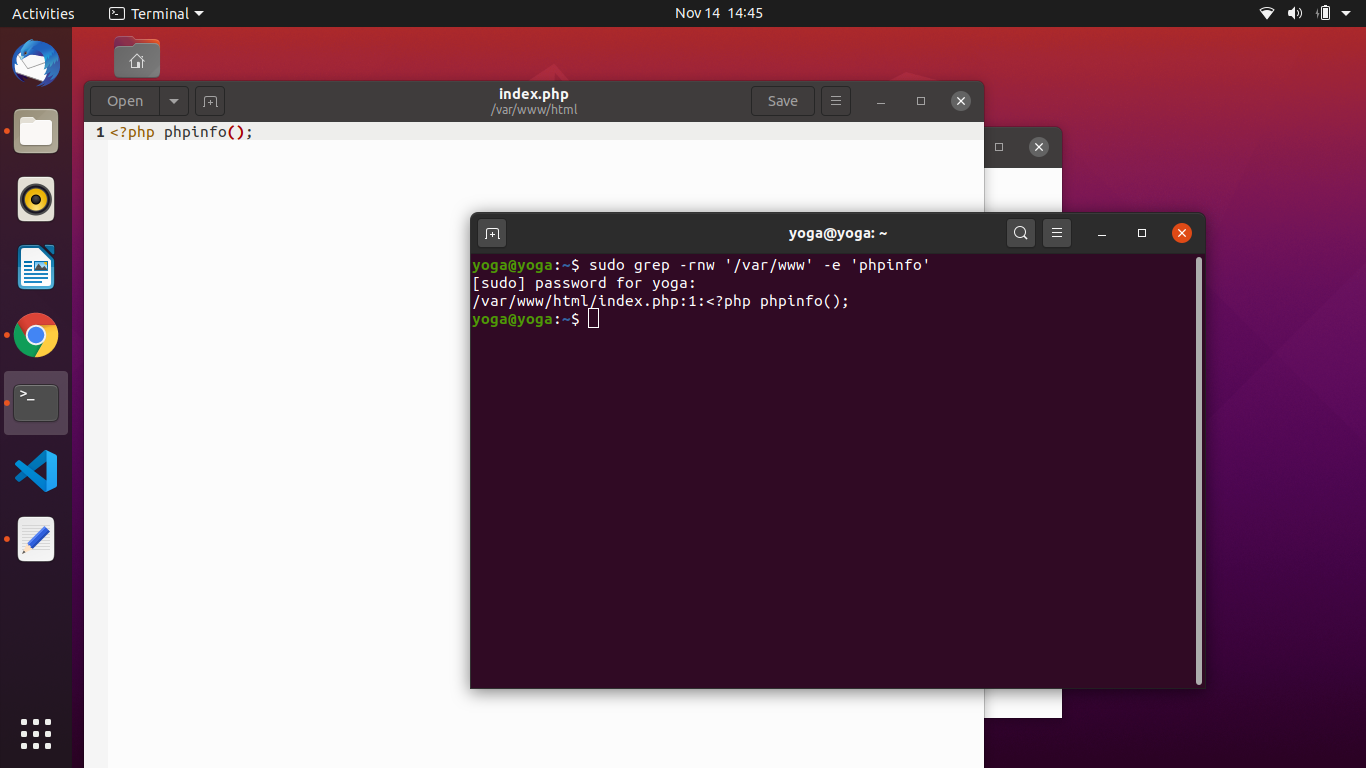 Activities
Terminal
Nov 14 14:45
Open
index.php
/var/www/html
Save
1 <?php phpinfo();
yoga@yoga: ~
yoga@yoga:~$ sudo grep -rnw '/var/www' -e 'phpinfo'
[sudo] password for yoga:
/var/www/html/index.php:1:<?php phpinfo();
yoga@yoga:~$